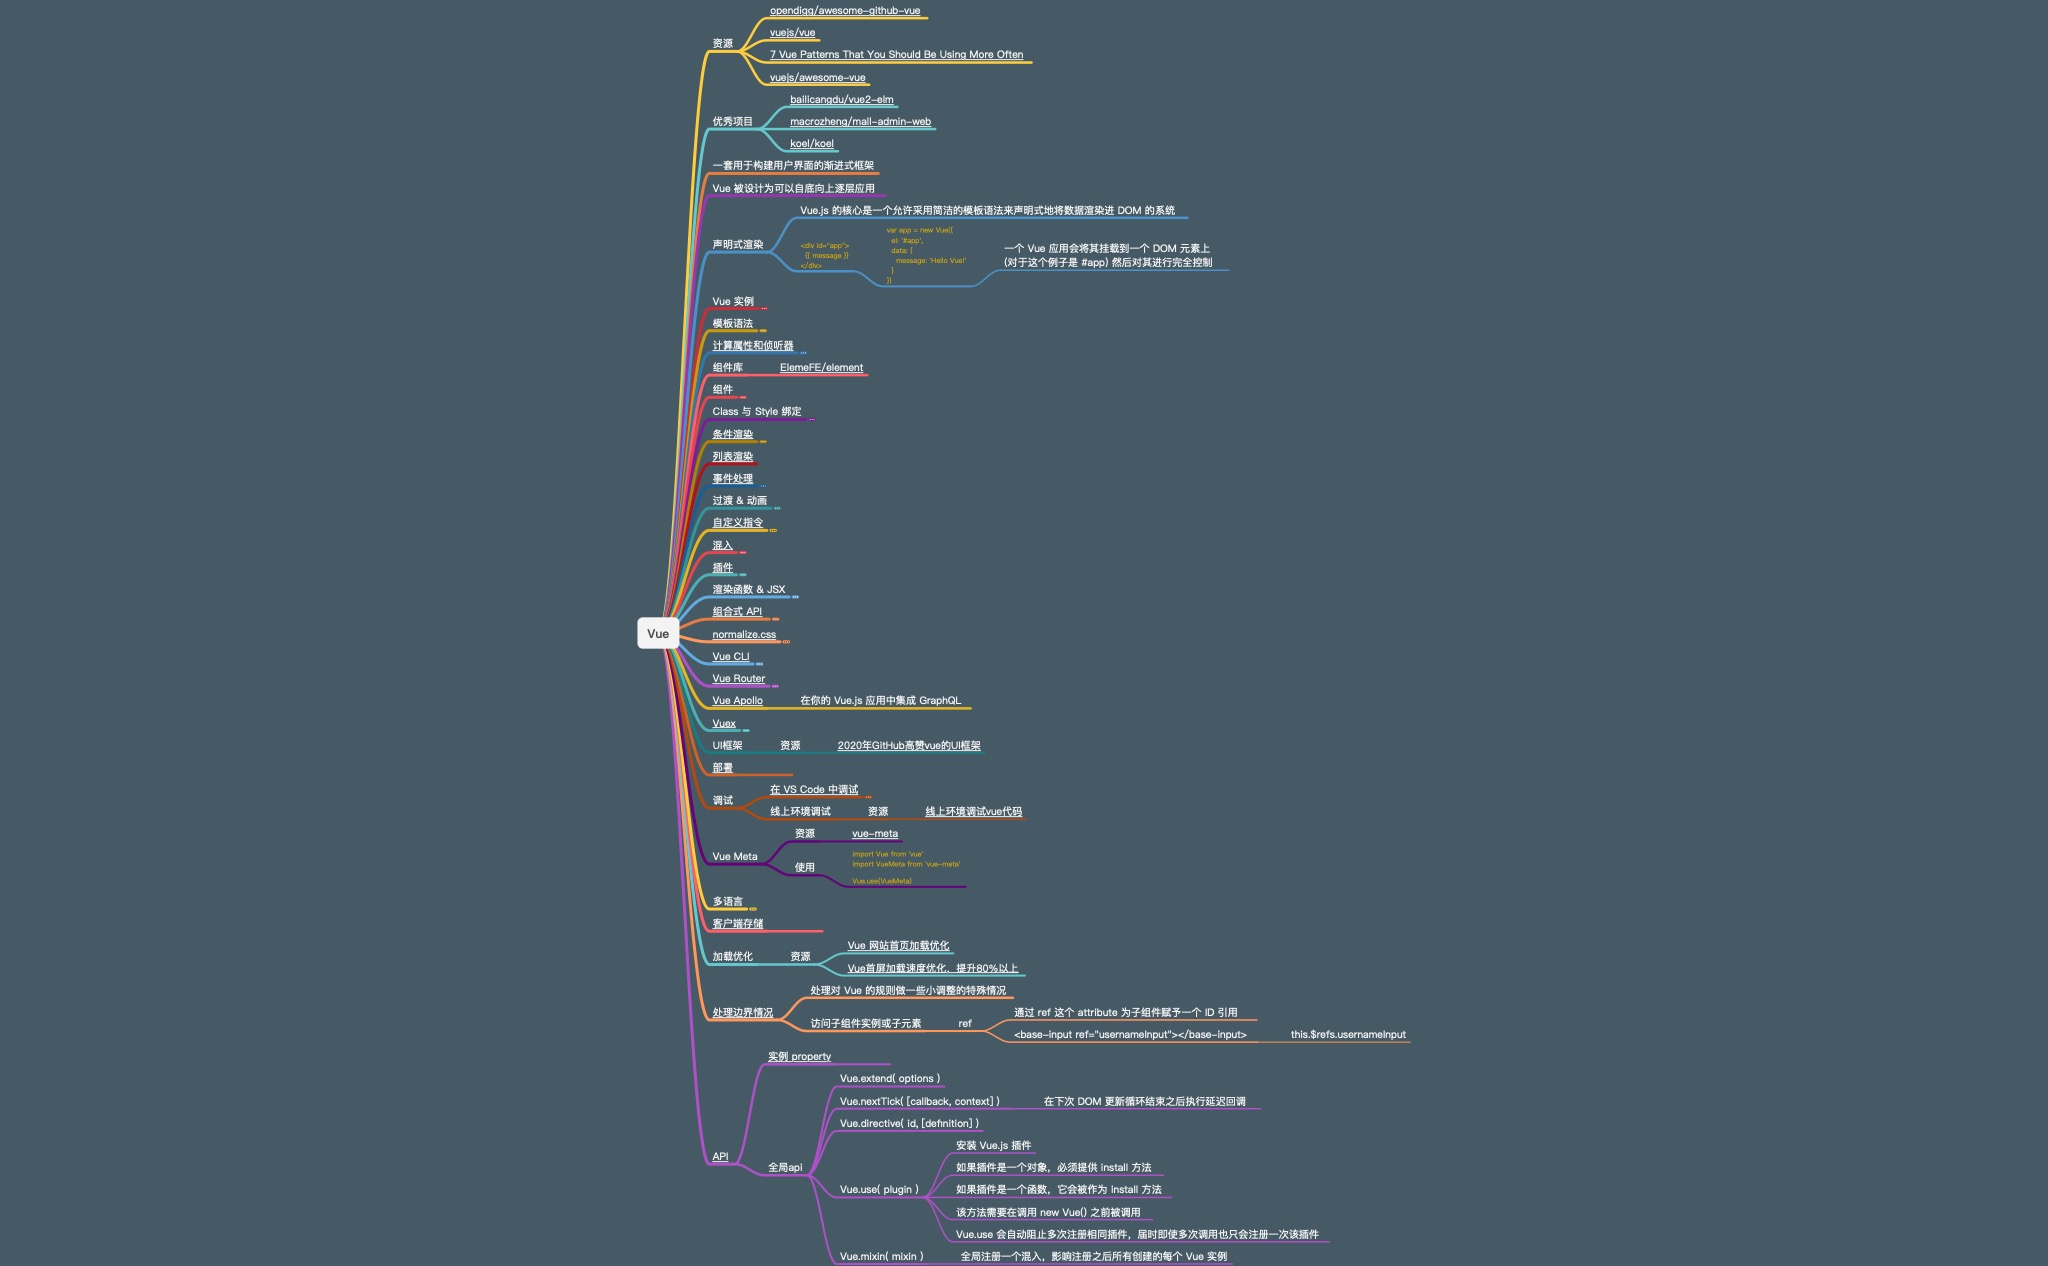 opendigg/awesome-github-vue
vuejs/vue
资源
7 Vue Patterns That You Should Be Using More Often
vuejs/awesome-vue
bailicangdu/vue2-elm
优秀项目
macrozheng/mall-admin-web
koel/koel
一套用于构建用户界面的渐进式框架
Vue 被设计为可以自底向上逐层应用
Vue.js 的核心是一个允许采用简洁的模板语法来声明式地将数据渲染进 DOM 的系统
声明式渲染
<div id="app">
{{ message }}
</div>
var app = new Vue({
el: '#app',
data: {
message: 'Hello Vue!'
}
})
一个 Vue 应用会将其挂载到一个 DOM 元素上
(对于这个例子是 #app) 然后对其进行完全控制
Vue 实例
模板语法
计算属性和侦听器
组件库
ElemeFE/element
组件
Class 与 Style 绑定
条件渲染
列表渲染
事件处理
过渡 & 动画
自定义指令
混入
插件
渲染函数 & JSX
组合式 API
Vue
normalize.css
Vue CLI
Vue Router
Vue Apollo
在你的 Vue.js 应用中集成 GraphQL
Vuex
UI框架
资源
2020年GitHub高赞vue的UI框架
部署
调试
在 VS Code 中调试
线上环境调试
资源
线上环境调试vue代码
Vue Meta
资源
vue-meta
使用
import Vue from 'vue'
import VueMeta from 'vue-meta'
Vue.use(VueMeta)
多语言
客户端存储
加载优化
资源
Vue 网站首页加载优化
Vue首屏加载速度优化、提升80%以上
处理边界情况
处理对 Vue 的规则做一些小调整的特殊情况
访问子组件实例或子元素
ref
通过 ref 这个 attribute 为子组件赋予一个 ID 引用
<base-input ref="usernameInput"></base-input>
this.$refs.usernameInput
API
实例 property
全局api
Vue.extend( options )
Vue.nextTick( [callback, context] )
在下次 DOM 更新循环结束之后执行延迟回调
Vue.directive( id, [definition] )
Vue.use( plugin )
安装 Vue.js 插件
如果插件是一个对象，必须提供 install 方法
如果插件是一个函数，它会被作为 install 方法
该方法需要在调用 new Vue() 之前被调用
Vue.use 会自动阻止多次注册相同插件，届时即使多次调用也只会注册一次该插件
Vue.mixin( mixin )
全局注册一个混入，影响注册之后所有创建的每个 Vue 实例